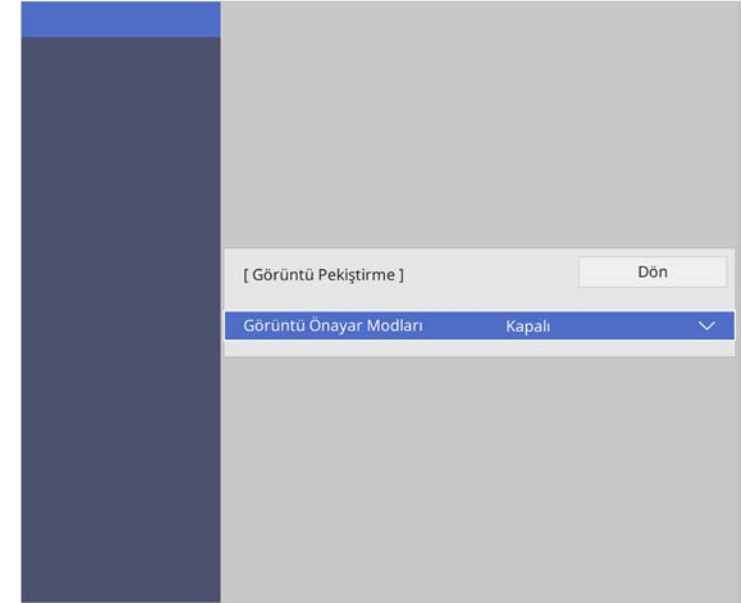 [ Görüntü Pekiştirme ] Dön
Görüntü Önayar Modları Kapalı